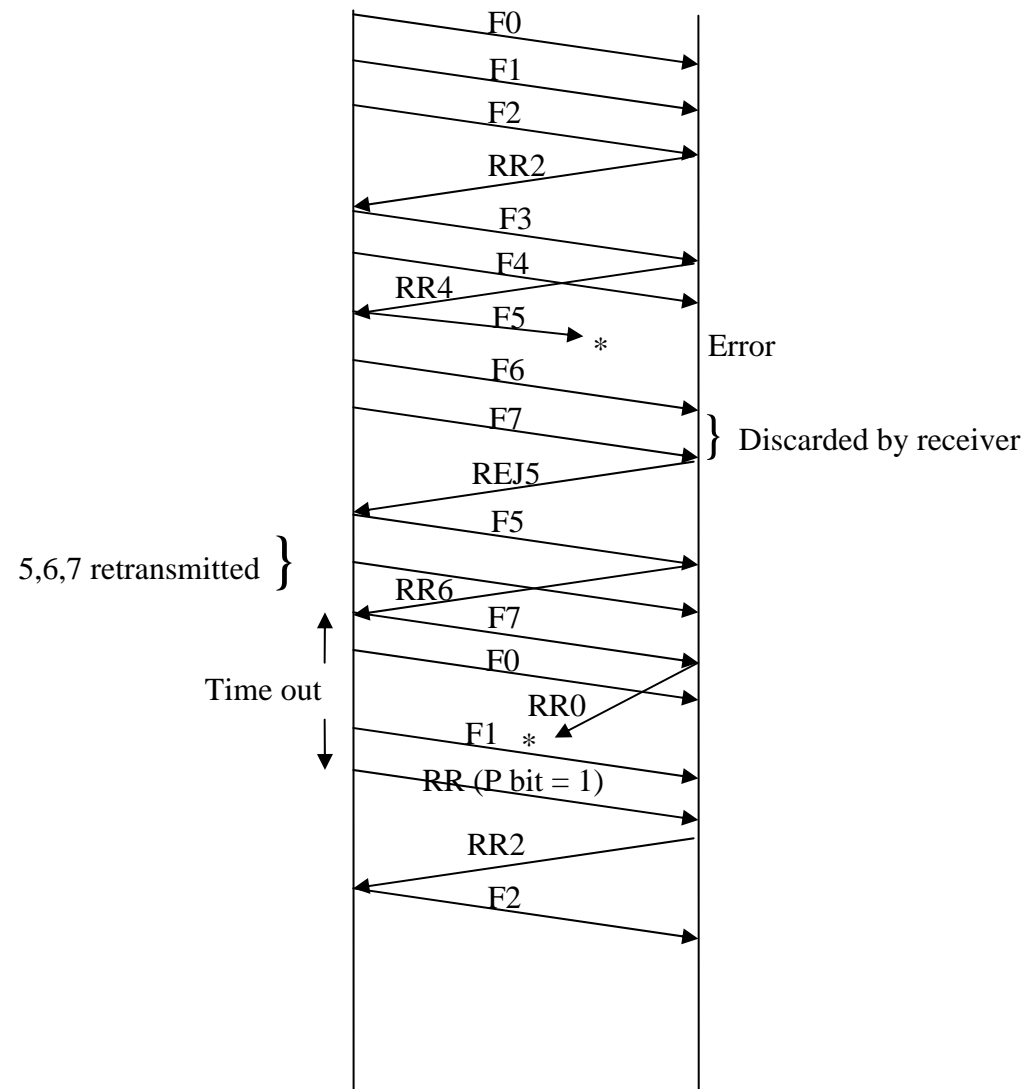 F0
F1
F2
RR2
F3
F4
RR4
F5
*
Error
F6
F7
} Discarded by receiver
REJ5
F5
5,6,7 retransmitted }
RR6
F7
F0
Time out
RR0
F1
*
RR (P bit = 1)
RR2
F2